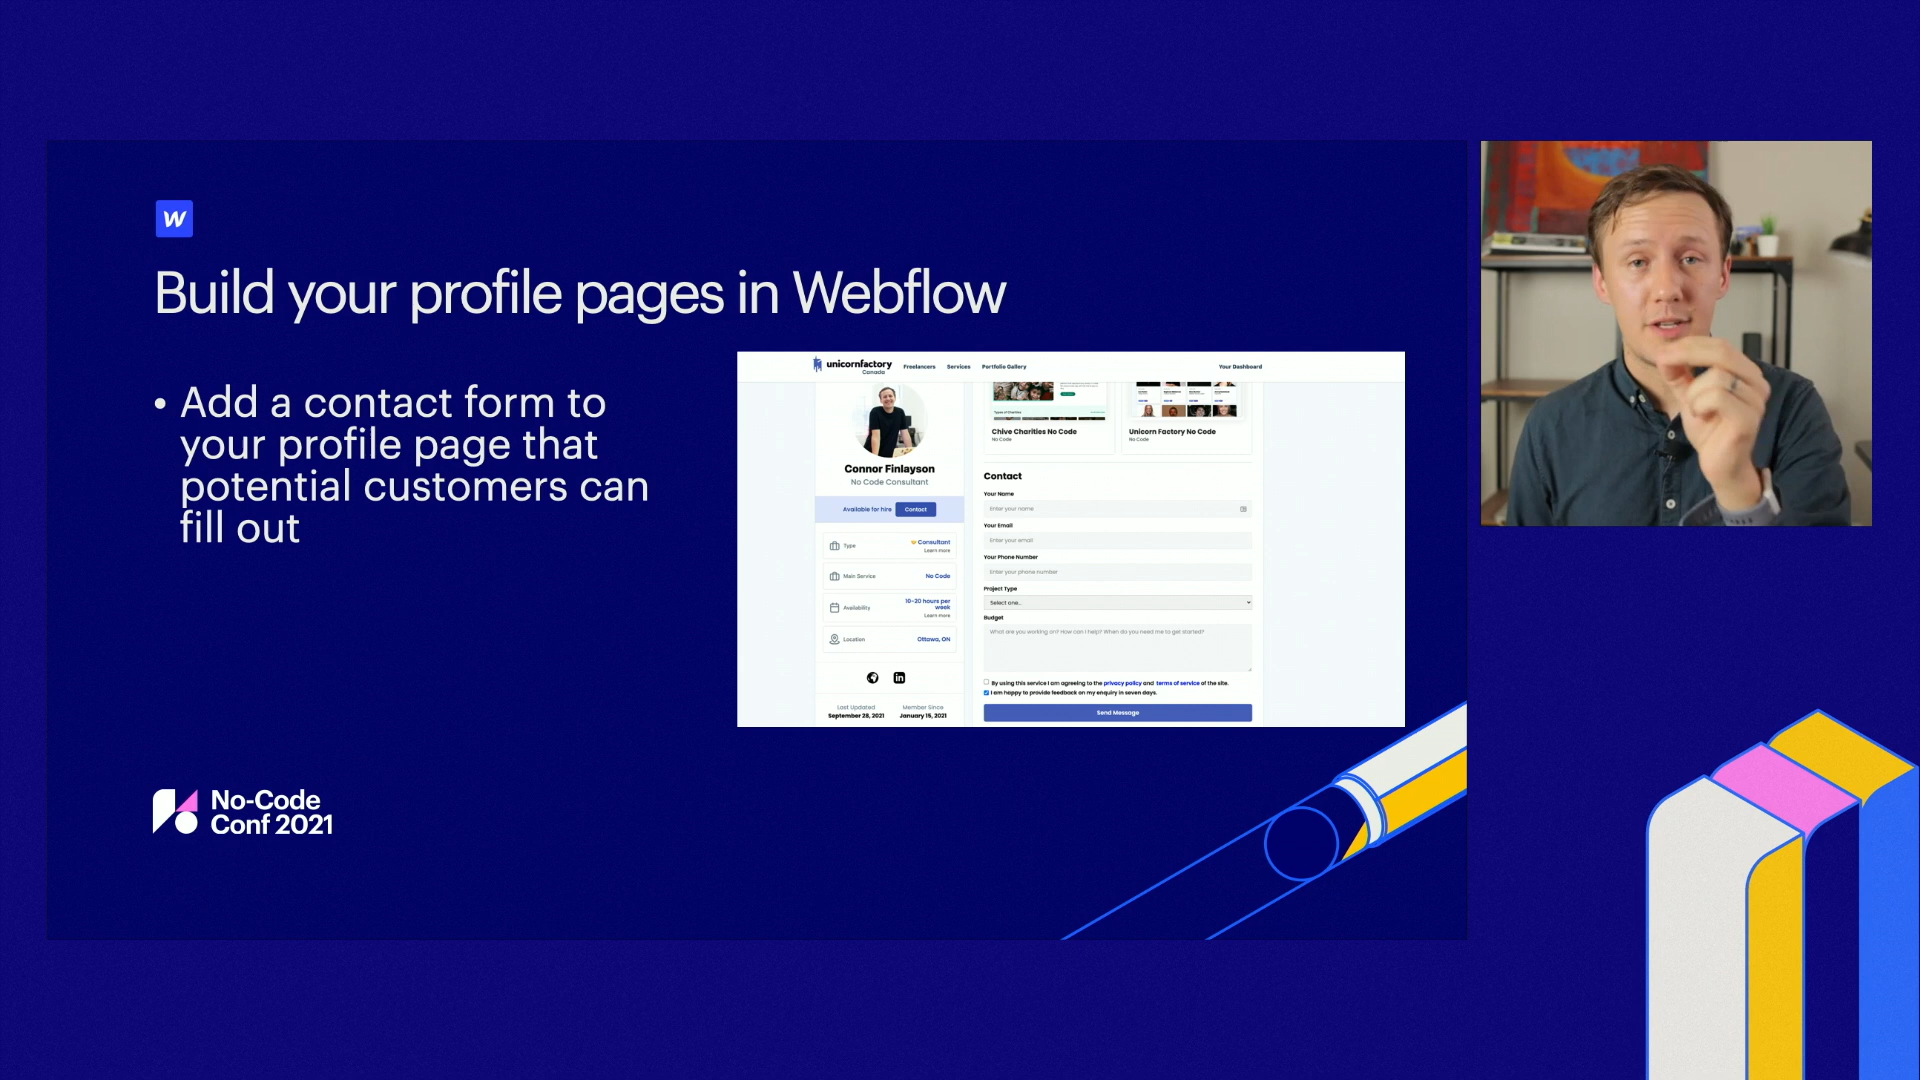 W
Build your profile pages in Webflow
• Add a contact form to
your profile page that
potential customers can
fill out
unicornfactory
Canada
Freelancers
Services
Portfolio Gallery
Your Dashboard
Connor Finlayson
No Code Consultant
Available for hire
Contact
Type
Consultant
Learn more
Main Service
No Code
Availability
10-20 hours per
week
Learn more
Location
Ottawa, ON
in
Last Updated
September 28, 2021
Member Since
January 15, 2021
Types of Charities
Chive Charities No Code
No Code
Unicorn Factory No Code
No Code
Contact
Your Name
Enter your name
Your Email
Enter your email
Your Phone Number
Enter your phone number
Project Type
Select one...
Budget
What are you working on? How can I help? When do you need me to get started?
By using this service I am agreeing to the privacy policy and terms of service of the site.
I am happy to provide feedback on my enquiry in seven days.
Send Message
No-Code
Conf 2021